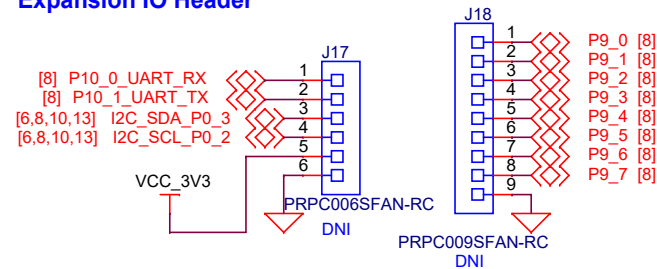 Expansion IO Header
J18
J17
1 P9_0 [8]
2 P9_1 [8]
3 P9_2 [8]
4 P9_3 [8]
5 P9_4 [8]
6 P9_5 [8]
7 P9_6 [8]
8 P9_7 [8]
9
[8] P10_0_UART_RX 1
[8] P10_1_UART_TX 2
[6,8,10,13] I2C_SDA_P0_3 3
[6,8,10,13] I2C_SCL_P0_2 4
5
6
VCC_3V3
PRPC006SFAN-RC
DNI
PRPC009SFAN-RC
DNI